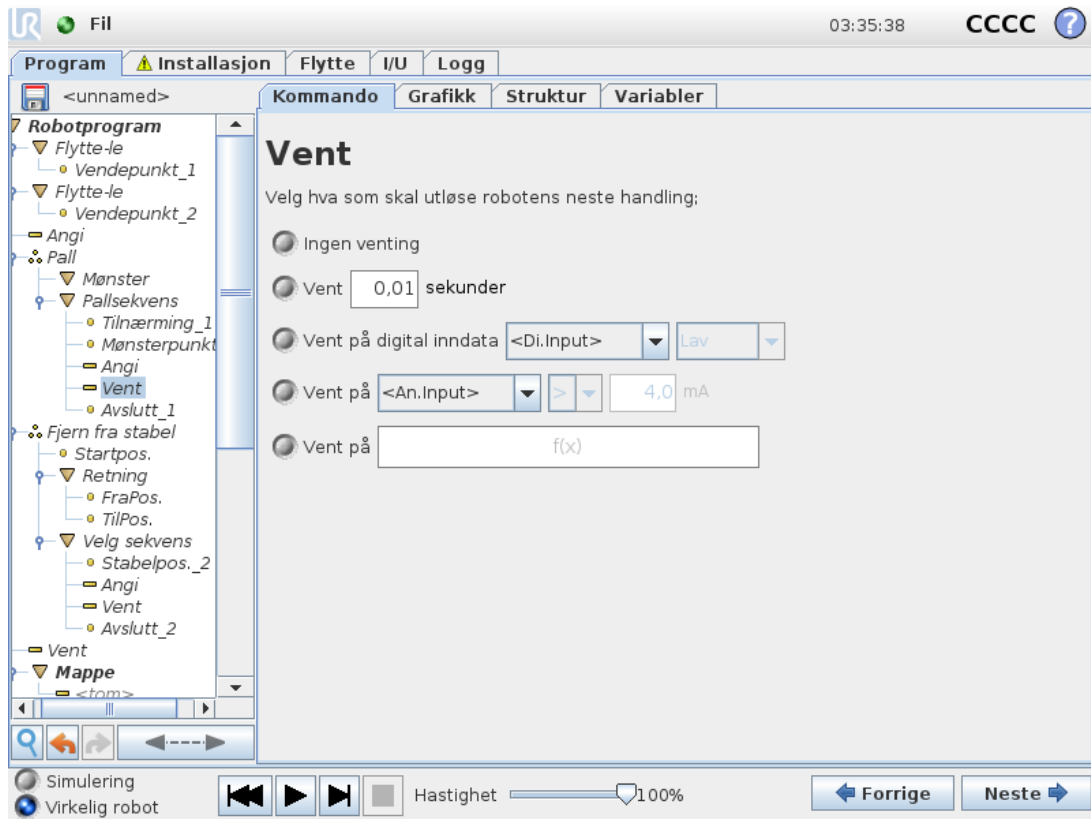 UR Fil 03:35:38 CCCC ?
Program Installasjon Flytte I/U Logg
<unnamed>
Kommando Grafikk Struktur Variabler
Robotprogram
Flytte-le
Vendepunkt_1
Flytte-le
Vendepunkt_2
Angi
Pall
Mønster
Pallsekvens
Tilnærming_1
Mønsterpunkt
Angi
Vent
Avslutt_1
Fjern fra stabel
Startpos.
Retning
FraPos.
TilPos.
Velg sekvens
Stabelpos._2
Angi
Vent
Avslutt_2
Vent
Mappe
<tom>
Vent
Velg hva som skal utløse robotens neste handling;
Ingen venting
Vent 0,01 sekunder
Vent på digital inndata <Di.Input> Lav
Vent på <An.Input> > 4,0 mA
Vent på f(x)
Simulering
Virkelig robot
Hastighet 100%
Forrige Neste